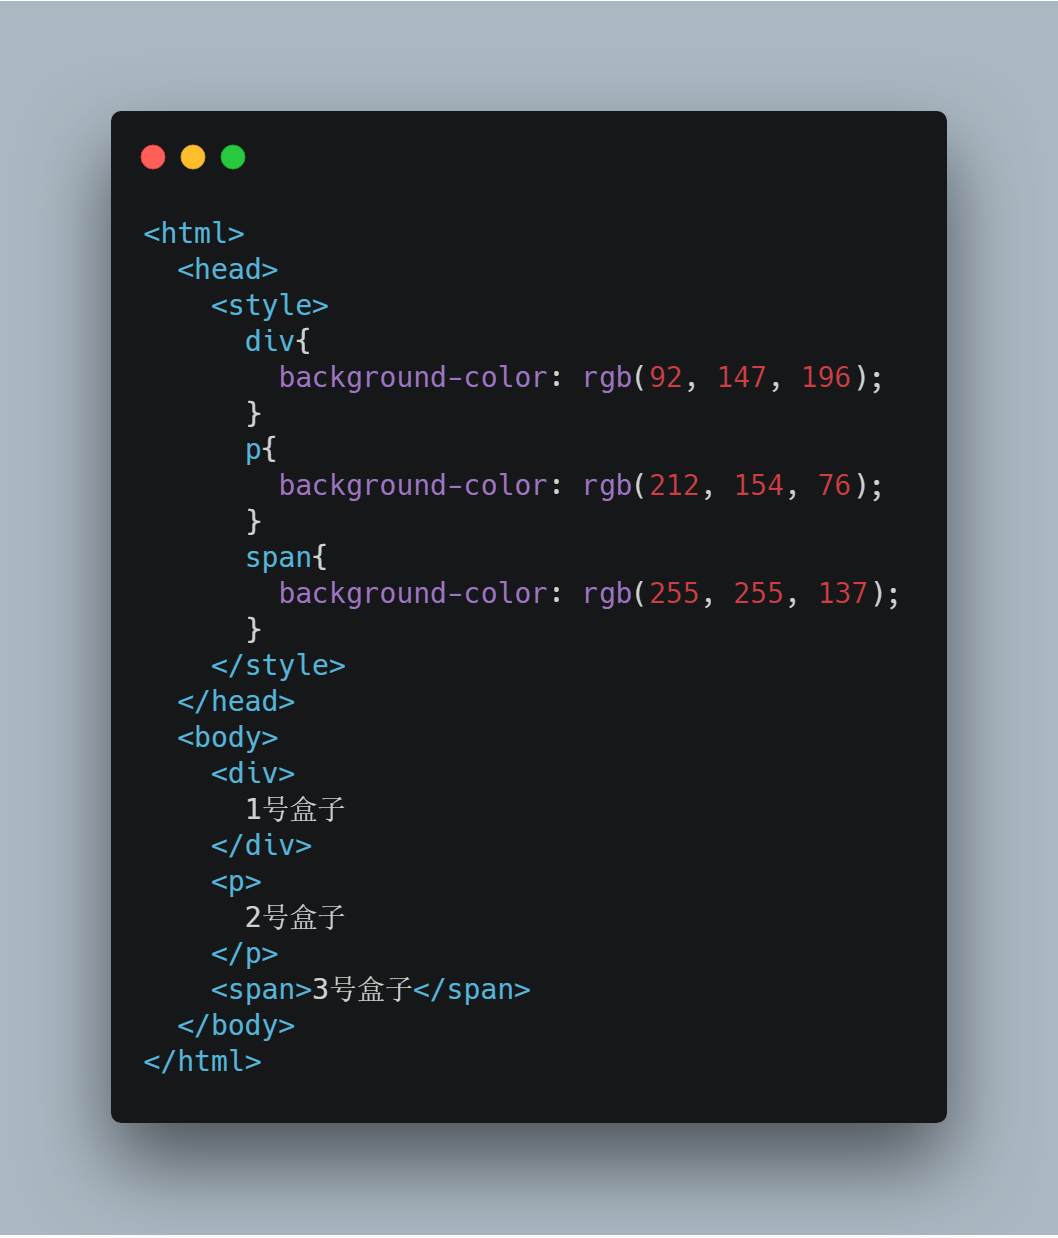 <html>
  <head>
    <style>
      div{
        background-color: rgb(92, 147, 196);
      }
      p{
        background-color: rgb(212, 154, 76);
      }
      span{
        background-color: rgb(255, 255, 137);
      }
    </style>
  </head>
  <body>
    <div>
      1号盒子
    </div>
    <p>
      2号盒子
    </p>
    <span>3号盒子</span>
  </body>
</html>